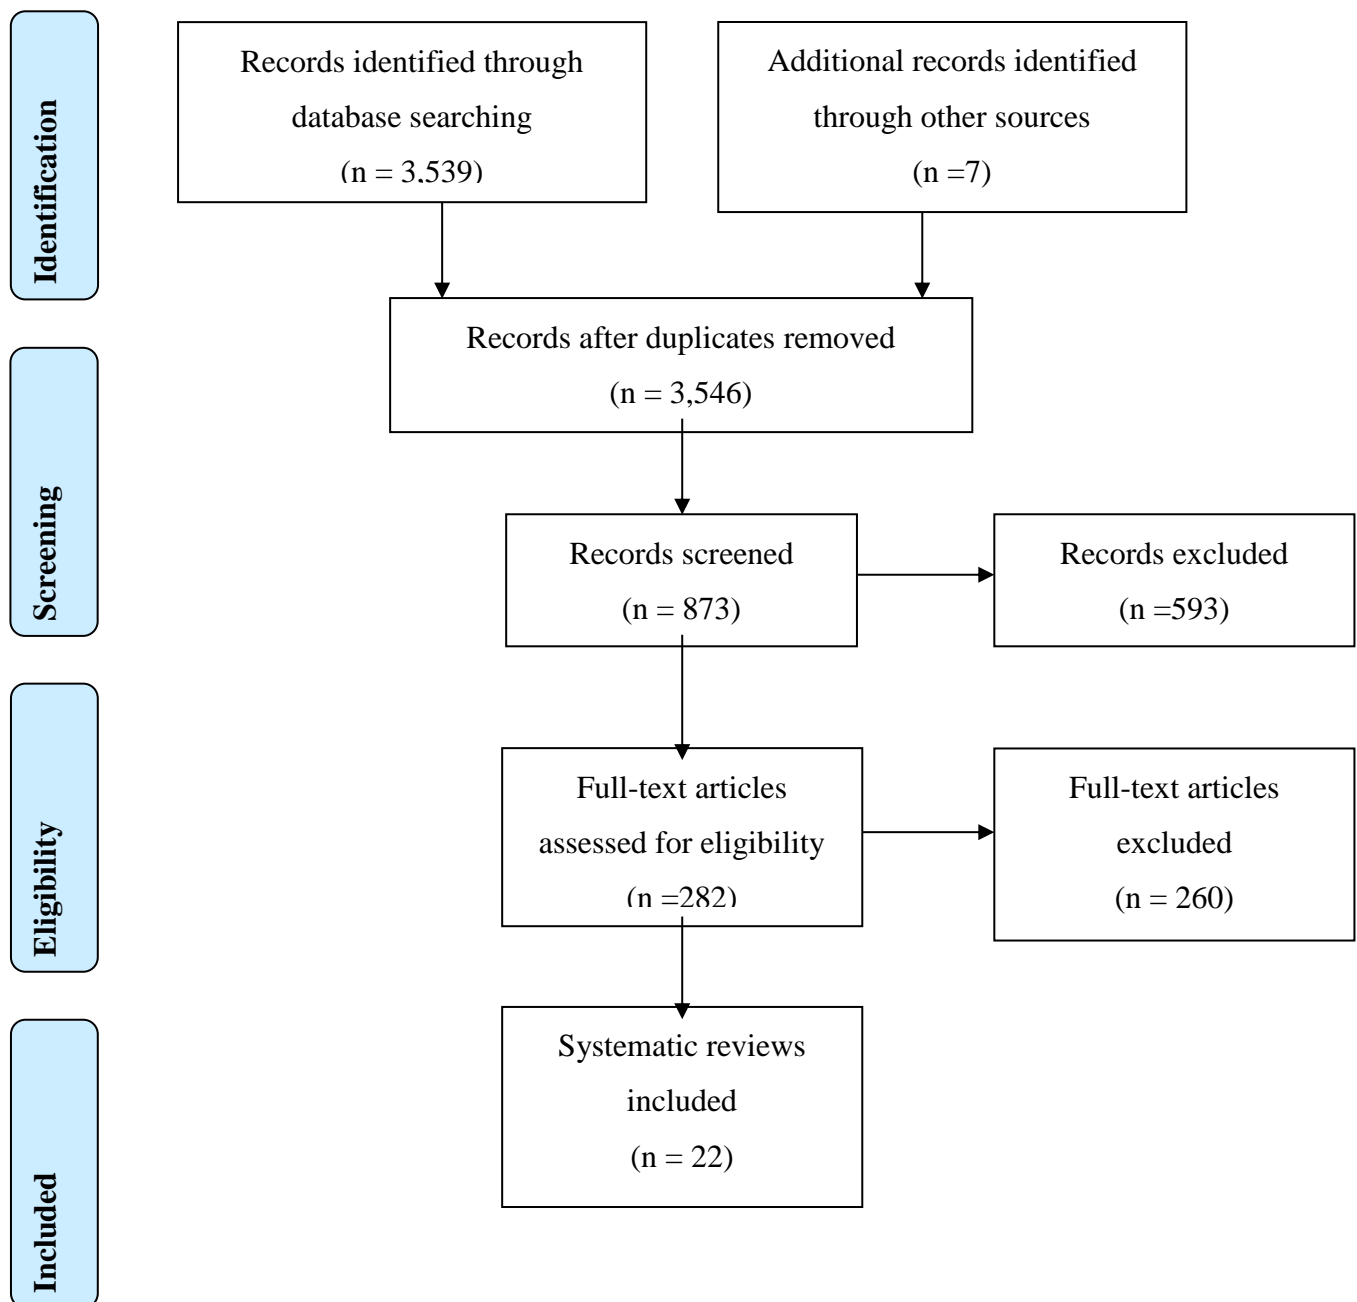 Identification
Records identified through
database searching
(n = 3,539)
Additional records identified
through other sources
(n =7)
Records after duplicates removed
(n = 3,546)
Screening
Records screened
(n = 873)
Records excluded
(n =593)
Eligibility
Full-text articles
assessed for eligibility
(n =282)
Full-text articles
excluded
(n = 260)
Included
Systematic reviews
included
(n = 22)